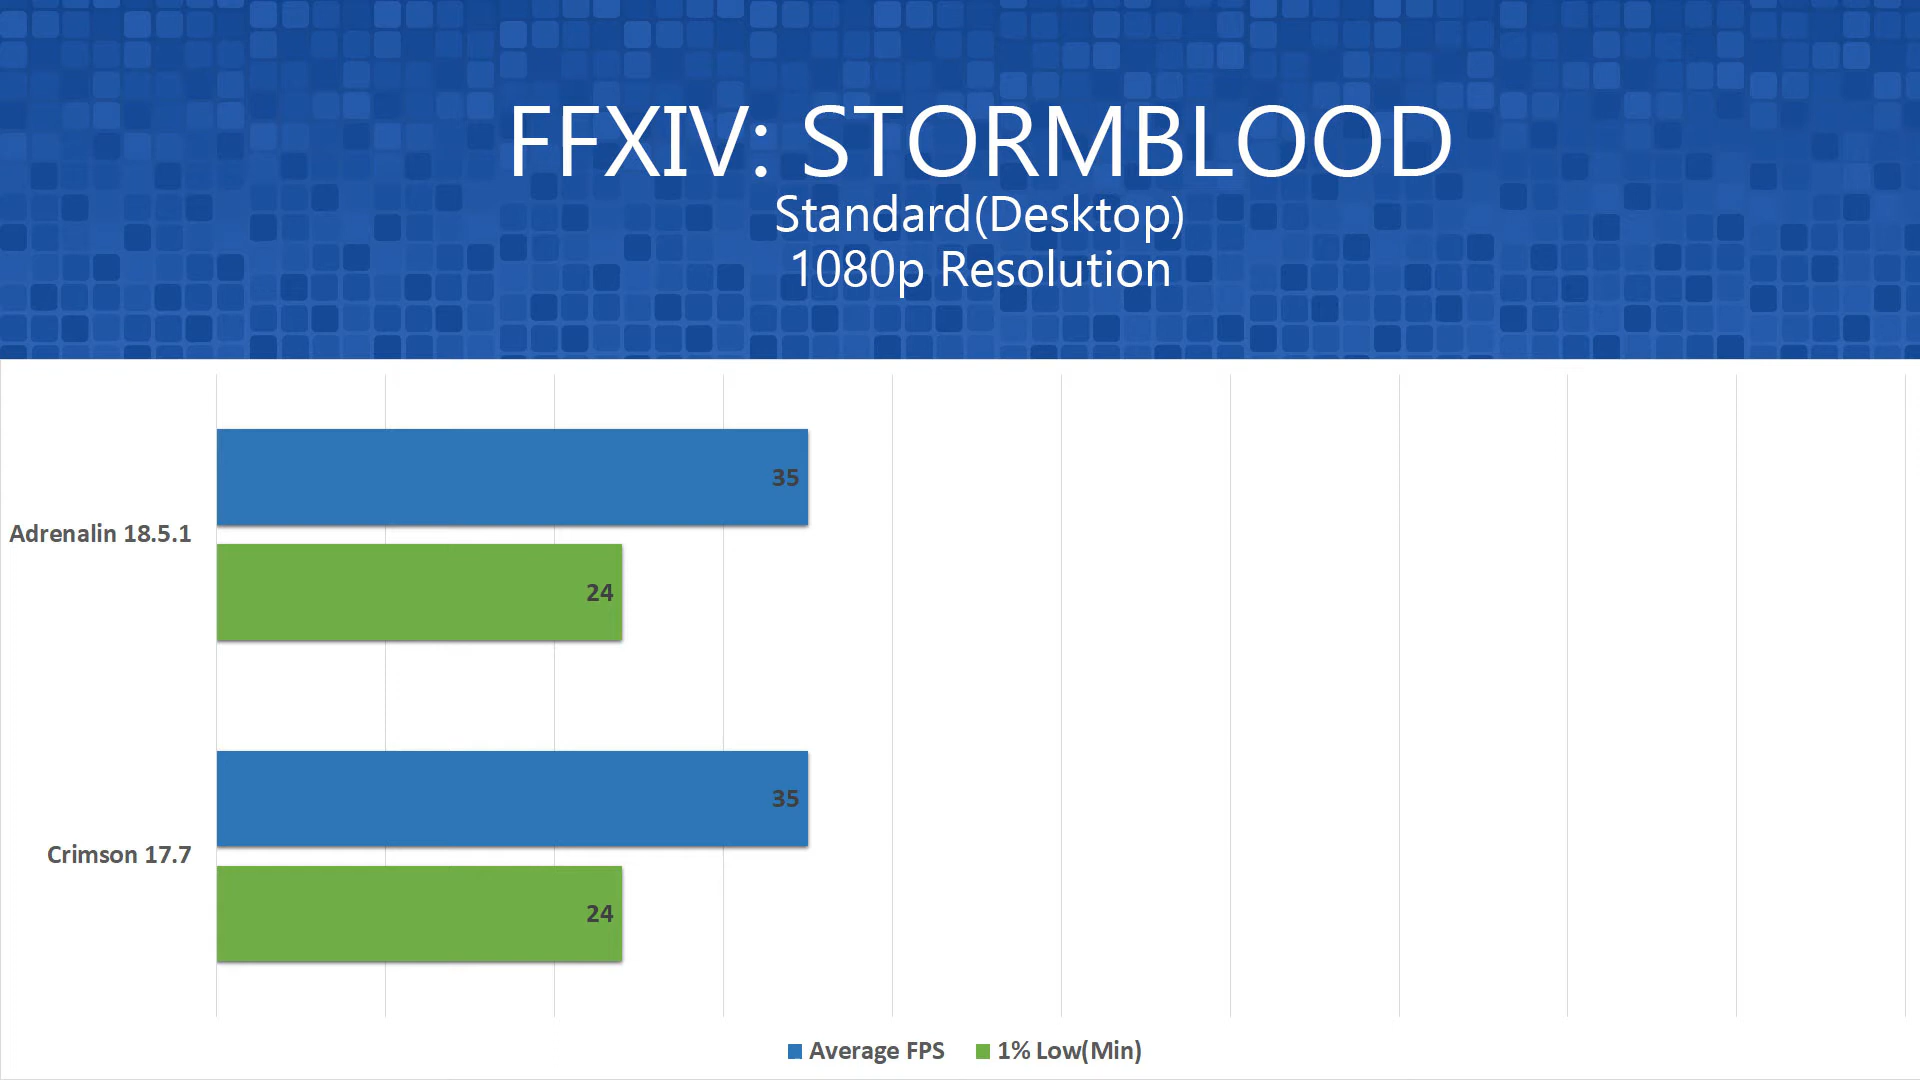 FFXIV: STORMBLOOD
Standard(Desktop)
1080p Resolution
35
Adrenalin 18.5.1
24
35
Crimson 17.7
24
Average FPS 1% Low(Min)